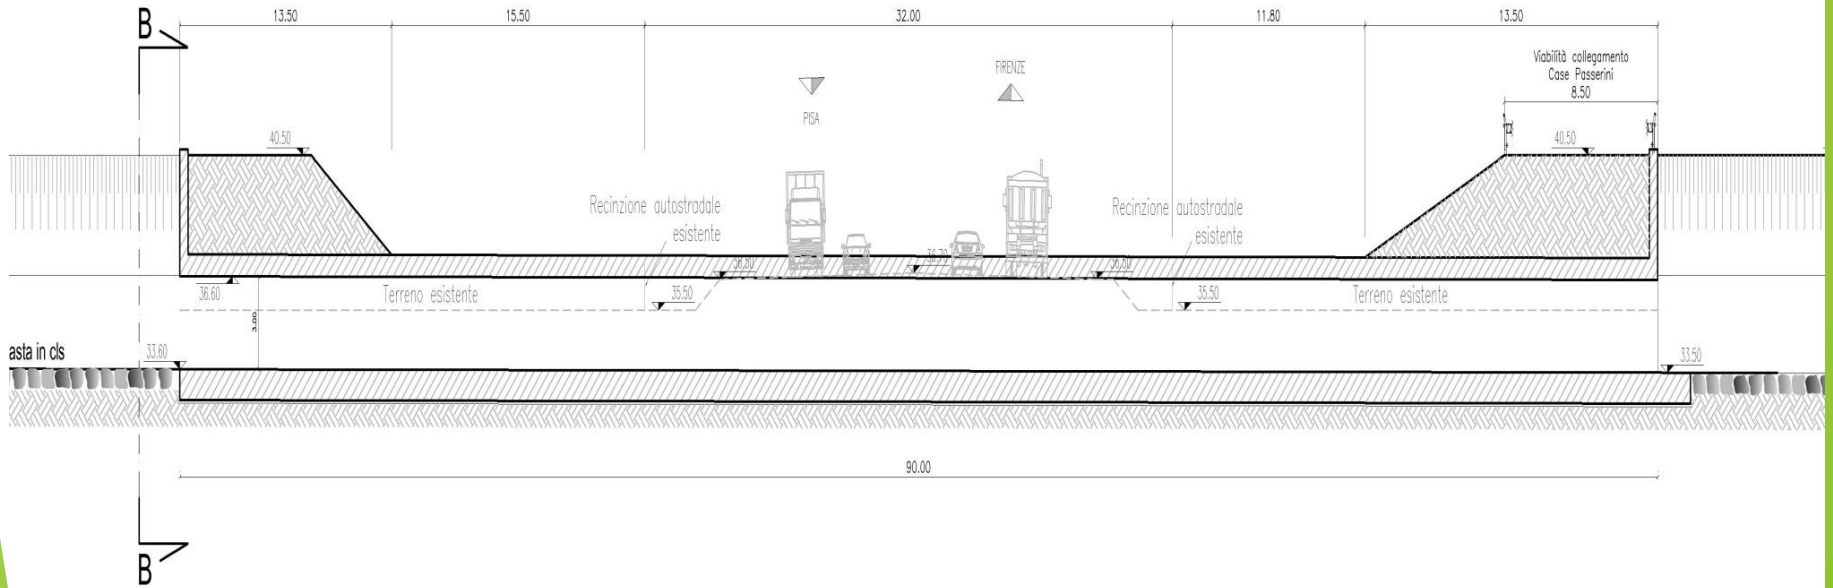 13.50
15.50
32.00
11.80
13.50
B
Viabilità collegamento
Case Passerini
8.50
FIRENZE
PISA
40.50
40.50
Recinzione autostradale
esistente
Recinzione autostradale
esistente
36.70
36.60
Terreno esistente
35.50
35.50
Terreno esistente
3.00
asta in cls
33.60
33.50
90.00
B